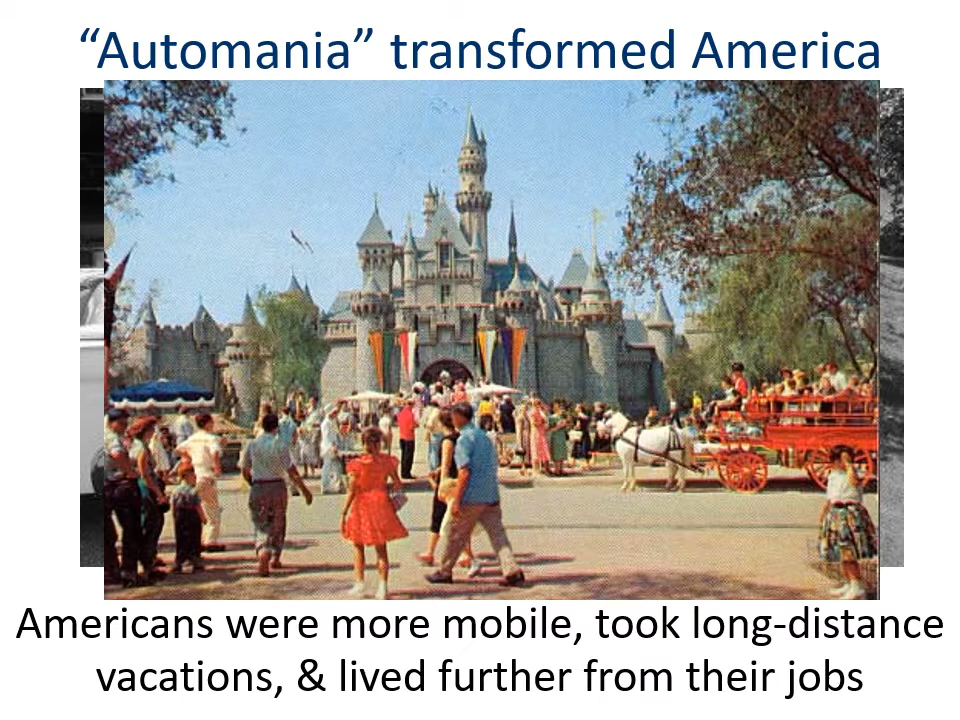 “Automania” transformed America
Americans were more mobile, took long-distance
vacations, & lived further from their jobs